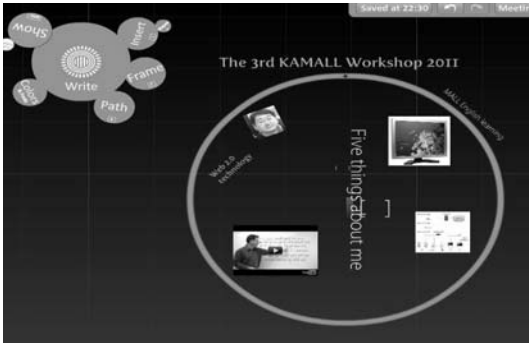 Saved at 22:30
Meetin
Show
Insert
Frame
Colors
Write
Path
The 3rd KAMALL Workshop 2011
MALL English learning
Web 2.0
technology
Five things about me